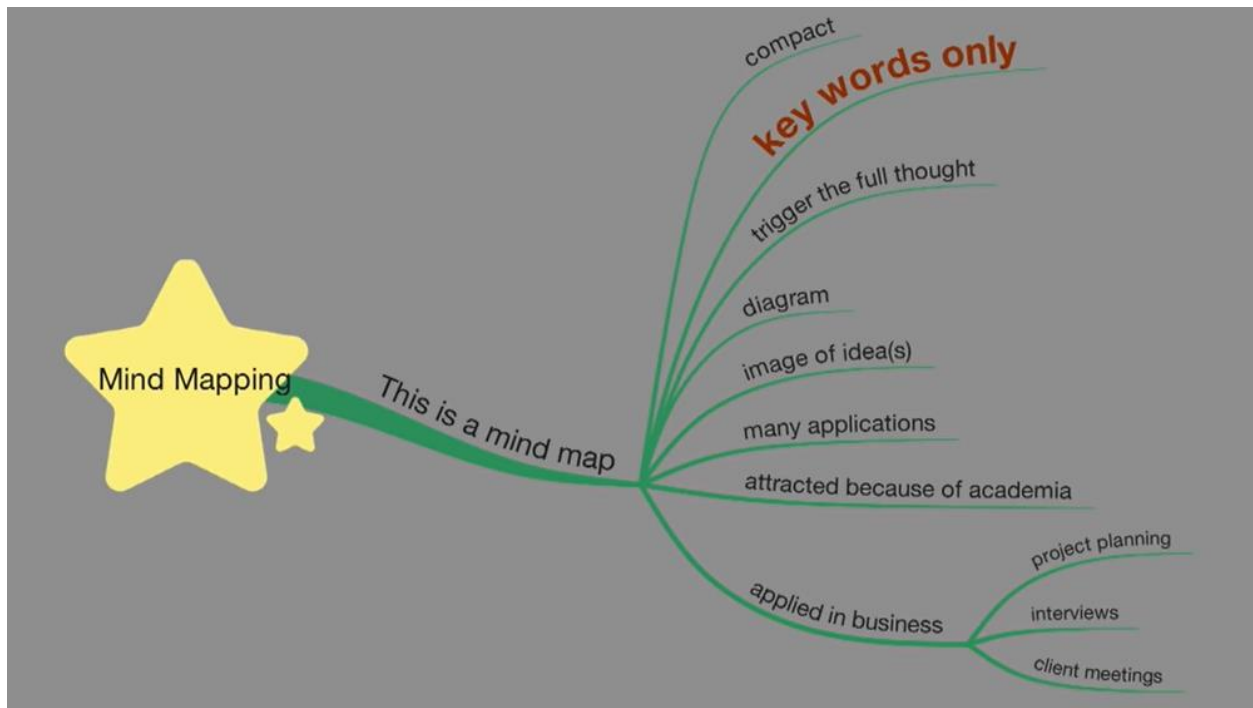 Mind Mapping
This is a mind map
compact
key words only
trigger the full thought
diagram
image of idea(s)
many applications
attracted because of academia
applied in business
project planning
interviews
client meetings